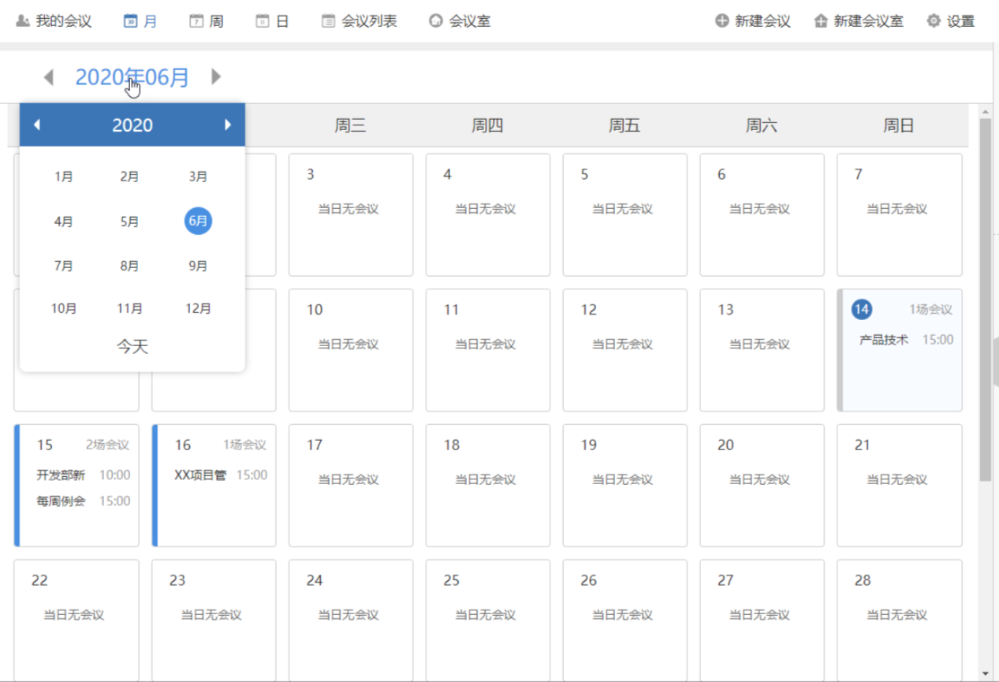 我的会议 月 周 日 会议列表 会议室 新建会议 新建会议室 设置
2020年06月
2020
周三 周四 周五 周六 周日
1月 2月 3月
4月 5月 6月
7月 8月 9月
10月 11月 12月
今天
3 4 5 6 7
当日无会议 当日无会议 当日无会议 当日无会议 当日无会议
10 11 12 13 14 1场会议
当日无会议 当日无会议 当日无会议 当日无会议 产品技术 15:00
15 2场会议 16 1场会议 17 18 19 20 21
开发部新 10:00 XX项目管 15:00 当日无会议 当日无会议 当日无会议 当日无会议 当日无会议
每周例会 15:00
22 23 24 25 26 27 28
当日无会议 当日无会议 当日无会议 当日无会议 当日无会议 当日无会议 当日无会议